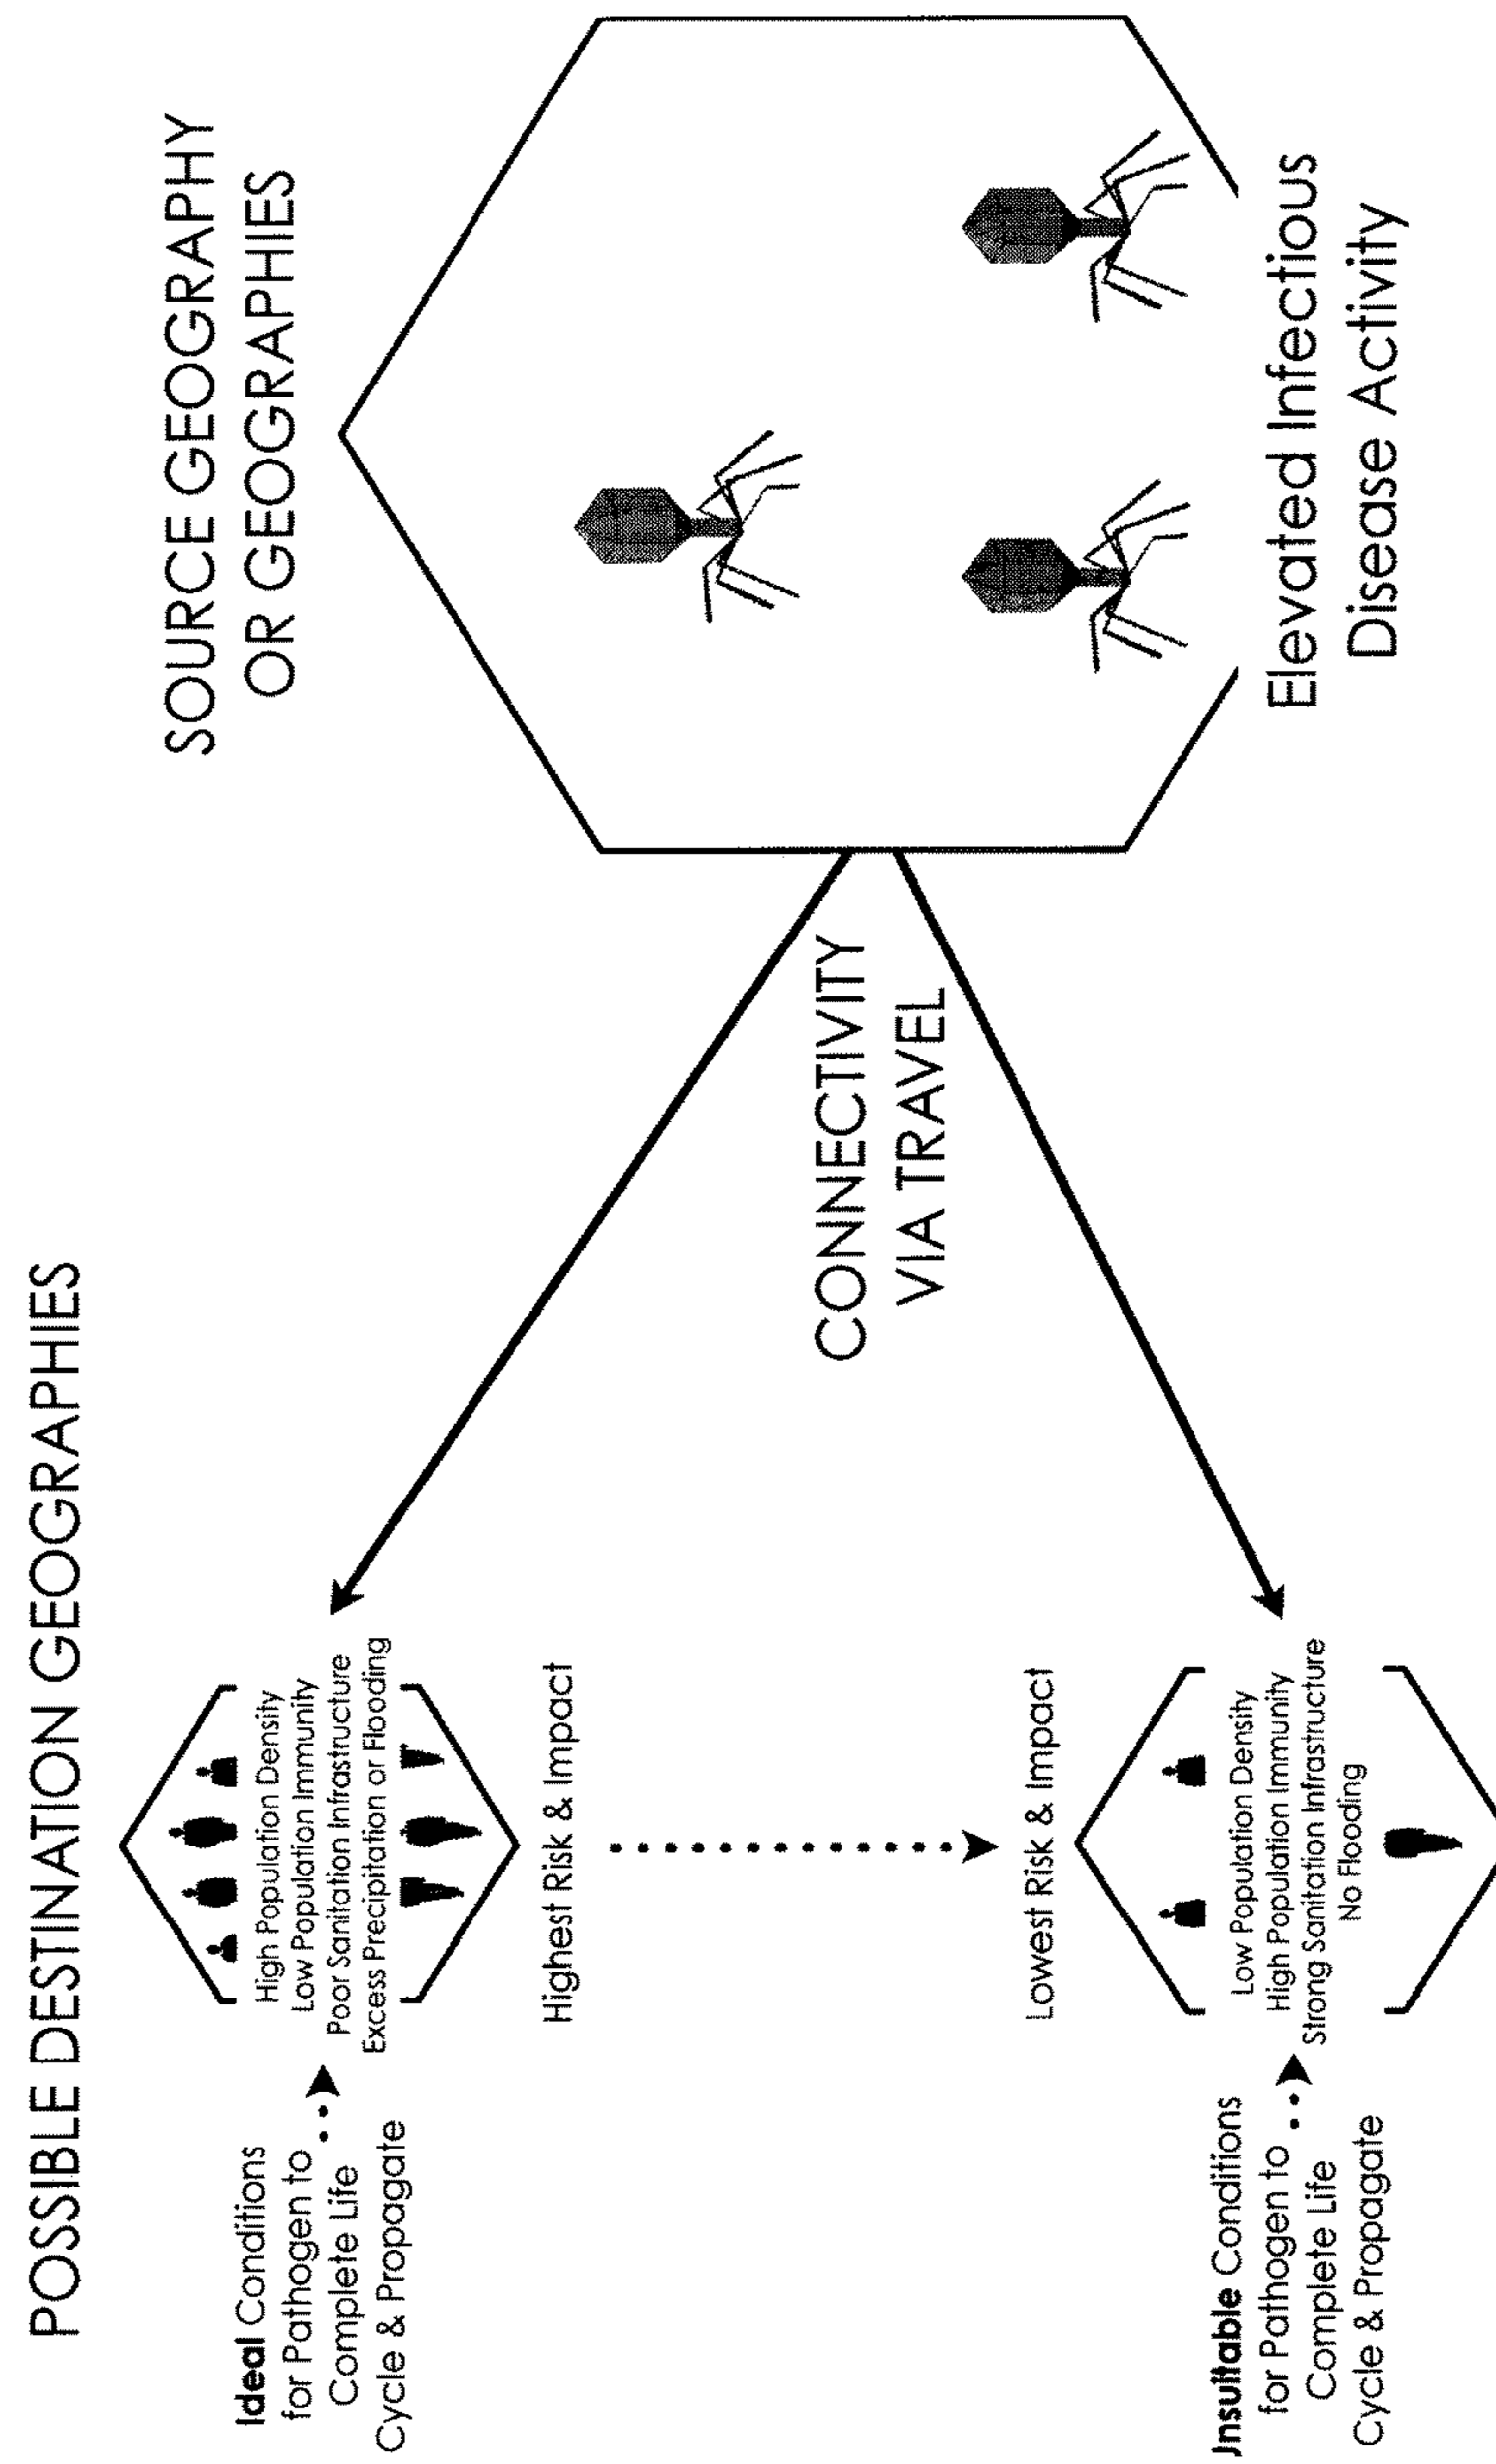 POSSIBLE DESTINATION GEOGRAPHIES
Ideal Conditions
for Pathogen to
Complete Life
Cycle & Propagate
High Population Density
Low Population Immunity
Poor Sanitation Infrastructure
Excess Precipitation or Flooding
Highest Risk & Impact
Lowest Risk & Impact
Jnsuitable Conditions
for Pathogen to
Complete Life
Cycle & Propagate
Low Population Density
High Population Immunity
Strong Sanitation Infrastructure
No Flooding
CONNECTIVITY
VIA TRAVEL
SOURCE GEOGRAPHY
OR GEOGRAPHIES
Elevated Infectious
Disease Activity